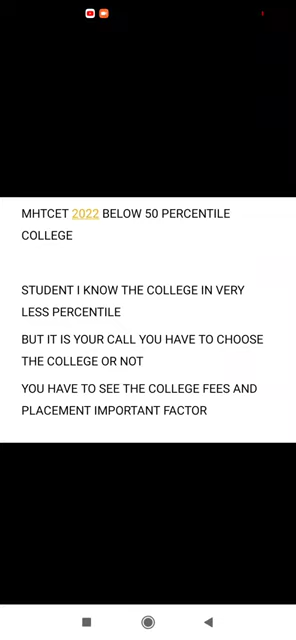 MHTCET 2022 BELOW 50 PERCENTILE
COLLEGE
STUDENT I KNOW THE COLLEGE IN VERY
LESS PERCENTILE
BUT IT IS YOUR CALL YOU HAVE TO CHOOSE
THE COLLEGE OR NOT
YOU HAVE TO SEE THE COLLEGE FEES AND
PLACEMENT IMPORTANT FACTOR